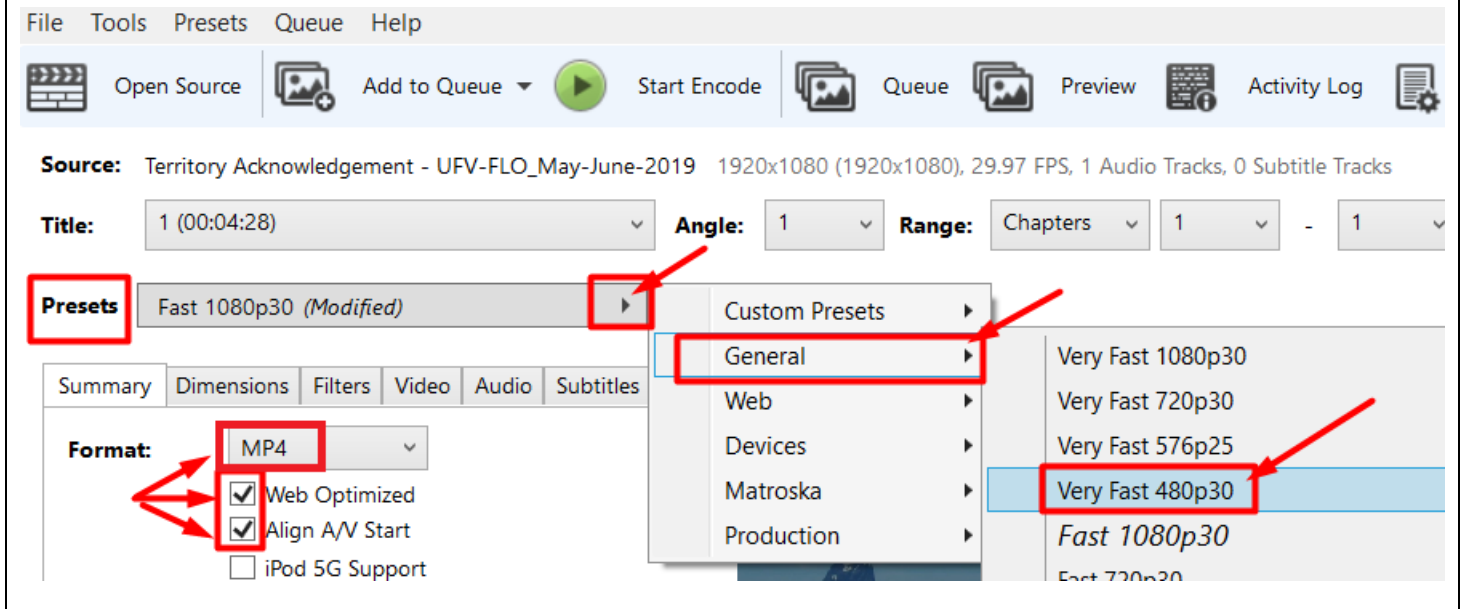 File Tools Presets Queue Help
Open Source Add to Queue Start Encode Queue Preview Activity Log
Source: Territory Acknowledgement - UFV-FLO_May-June-2019 1920x1080 (1920x1080), 29.97 FPS, 1 Audio Tracks, 0 Subtitle Tracks
Title: 1 (00:04:28) Angle: 1 Range: Chapters 1 - 1
Presets Fast 1080p30 (Modified)
Custom Presets
General
Web
Devices
Matroska
Production
Very Fast 1080p30
Very Fast 720p30
Very Fast 576p25
Very Fast 480p30
Fast 1080p30
Fast 720p30
Summary Dimensions Filters Video Audio Subtitles
Format: MP4
Web Optimized
Align A/V Start
iPod 5G Support